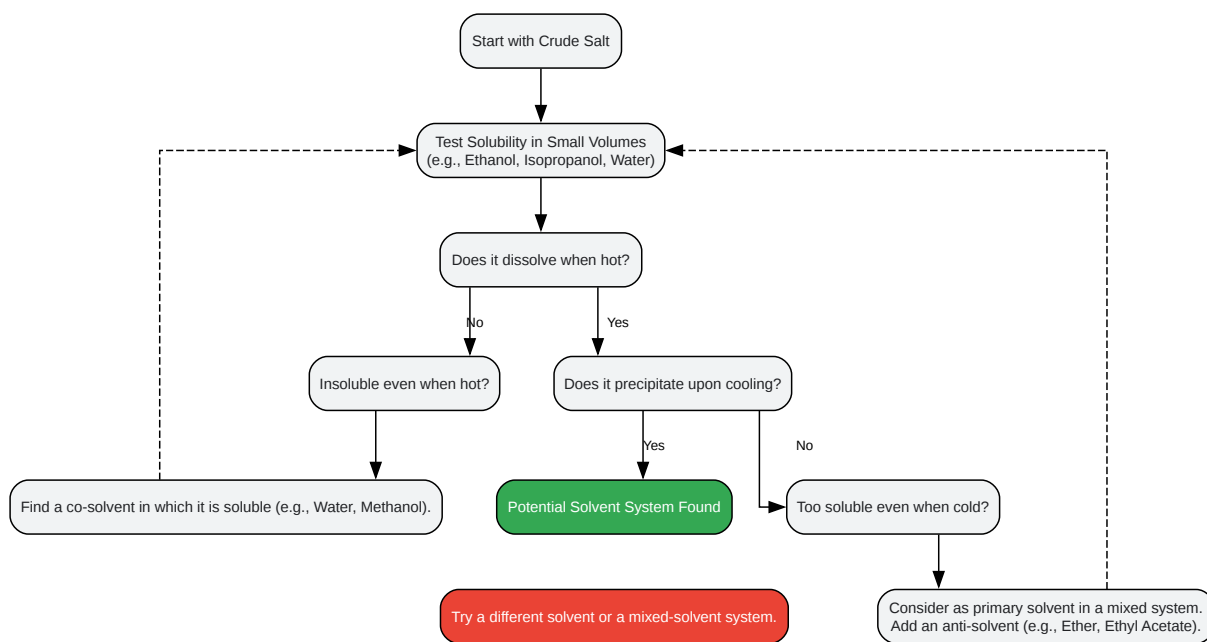 Start with Crude Salt
Test Solubility in Small Volumes
(e.g., Ethanol, Isopropanol, Water)
Does it dissolve when hot?
No
Yes
Insoluble even when hot?
Does it precipitate upon cooling?
Yes
No
Find a co-solvent in which it is soluble (e.g., Water, Methanol).
Potential Solvent System Found
Too soluble even when cold?
Try a different solvent or a mixed-solvent system.
Consider as primary solvent in a mixed system.
Add an anti-solvent (e.g., Ether, Ethyl Acetate).